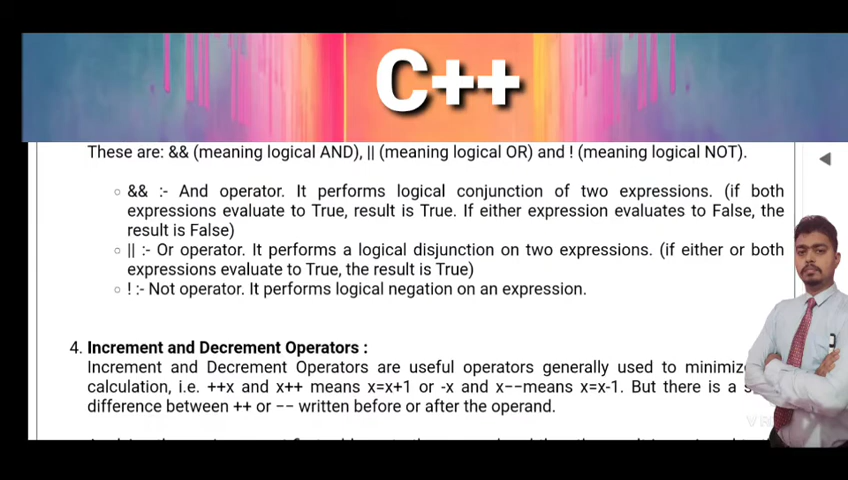 C++
These are: && (meaning logical AND), || (meaning logical OR) and ! (meaning logical NOT).
○ && :- And operator. It performs logical conjunction of two expressions. (if both
expressions evaluate to True, result is True. If either expression evaluates to False, the
result is False)
○ || :- Or operator. It performs a logical disjunction on two expressions. (if either or both
expressions evaluate to True, the result is True)
○ ! :- Not operator. It performs logical negation on an expression.
4. Increment and Decrement Operators :
Increment and Decrement Operators are useful operators generally used to minimize
calculation, i.e. ++x and x++ means x=x+1 or -x and x−−means x=x-1. But there is a
difference between ++ or −− written before or after the operand.